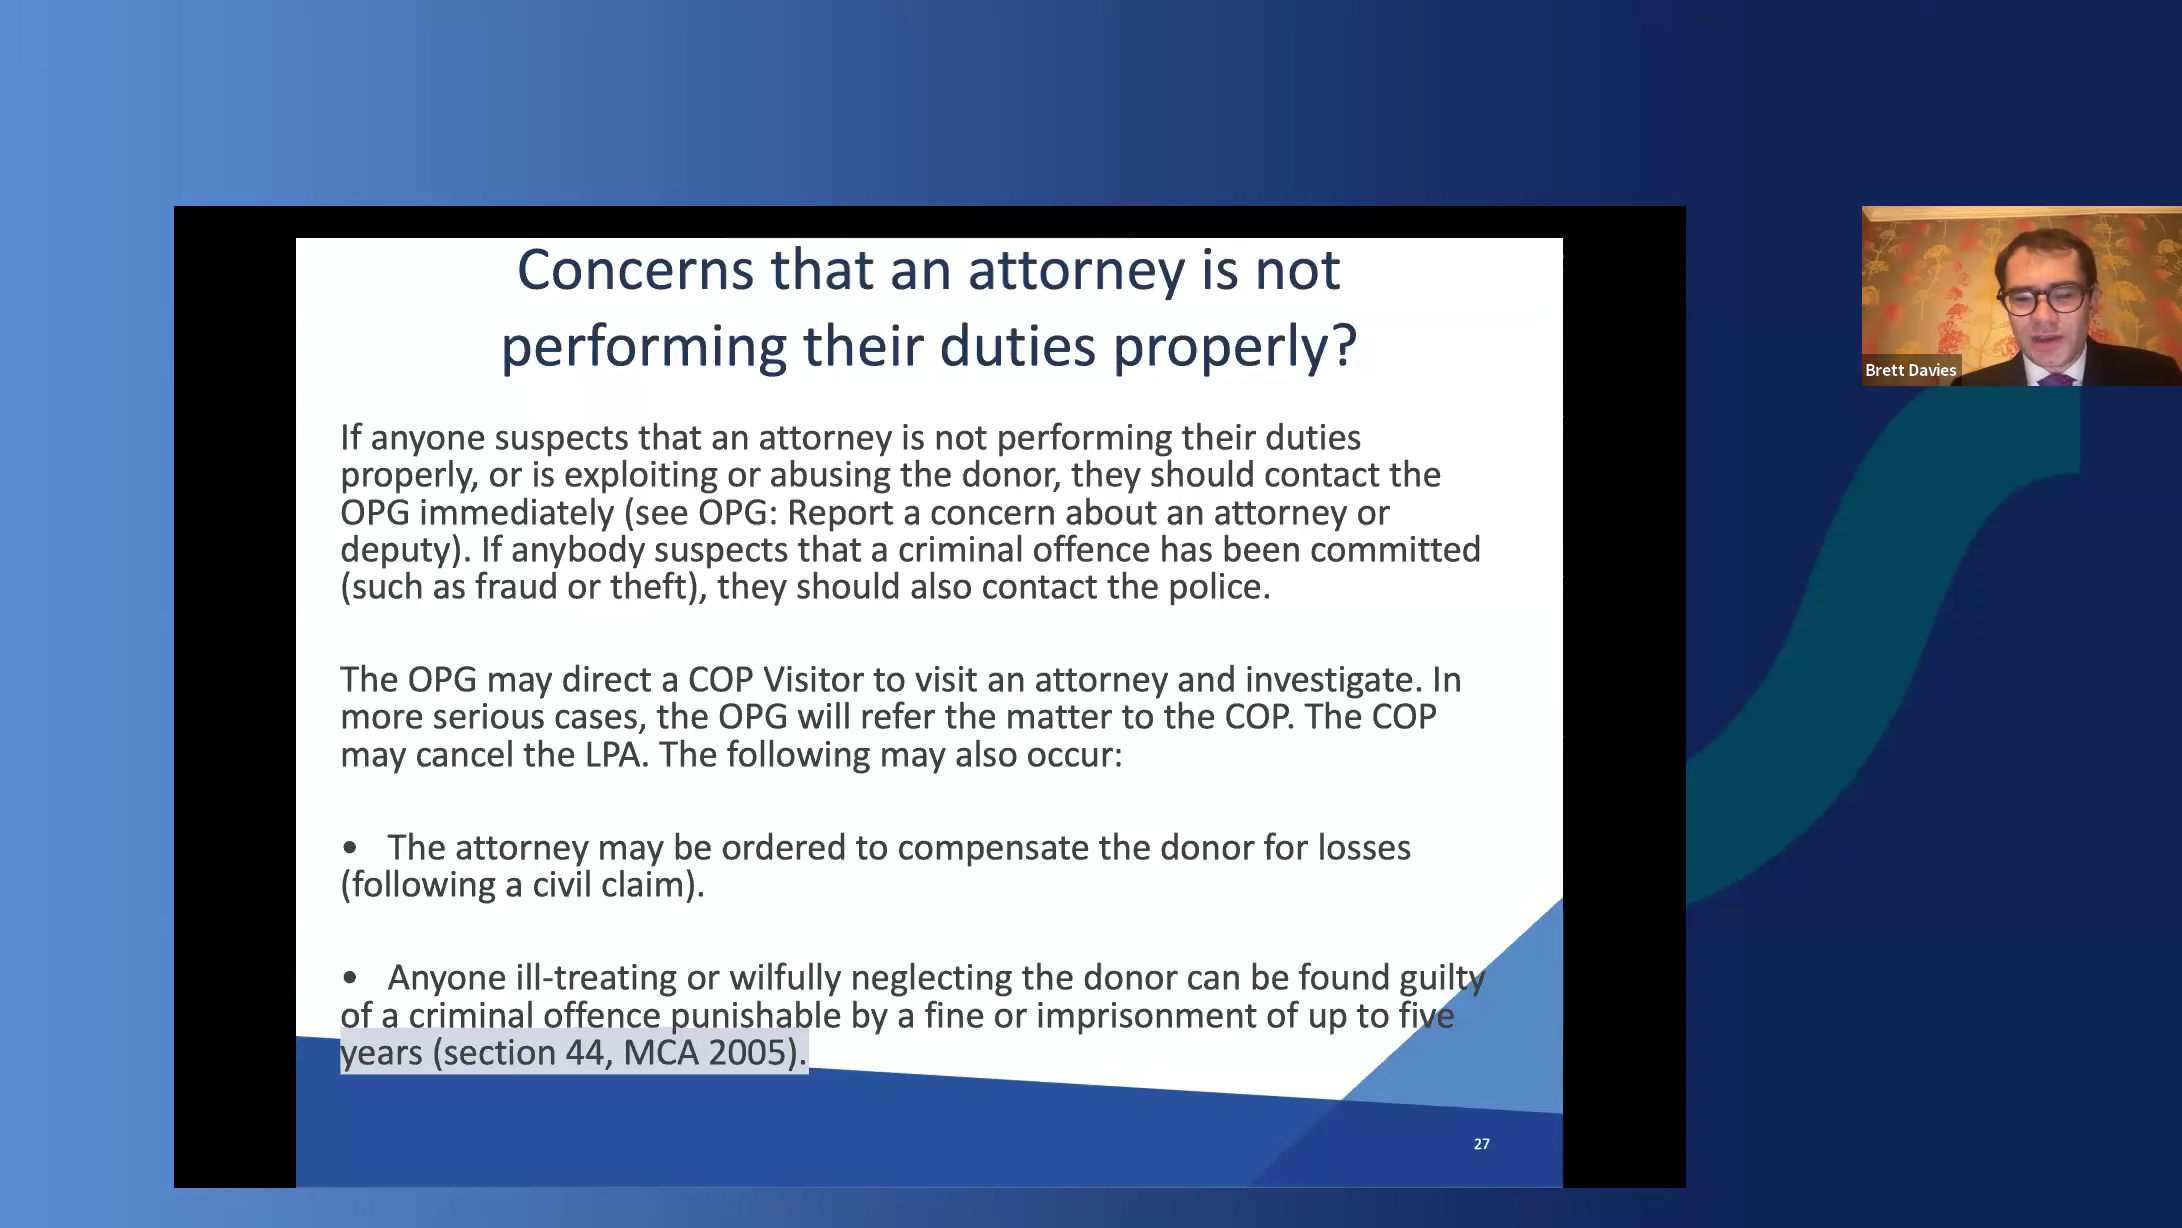 Concerns that an attorney is not
performing their duties properly?
If anyone suspects that an attorney is not performing their duties
properly, or is exploiting or abusing the donor, they should contact the
OPG immediately (see OPG: Report a concern about an attorney or
deputy). If anybody suspects that a criminal offence has been committed
(such as fraud or theft), they should also contact the police.
The OPG may direct a COP Visitor to visit an attorney and investigate. In
more serious cases, the OPG will refer the matter to the COP. The COP
may cancel the LPA. The following may also occur:
• The attorney may be ordered to compensate the donor for losses
(following a civil claim).
• Anyone ill-treating or wilfully neglecting the donor can be found guilty
of a criminal offence punishable by a fine or imprisonment of up to five
years (section 44, MCA 2005).
27
Brett Davies